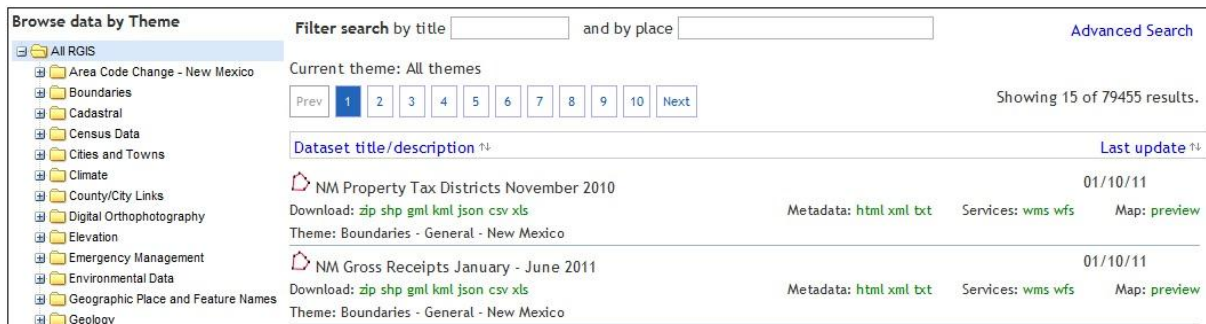 Browse data by Theme
All RGIS
Area Code Change - New Mexico
Boundaries
Cadastral
Census Data
Cities and Towns
Climate
County/City Links
Digital Orthophotography
Elevation
Emergency Management
Environmental Data
Geographic Place and Feature Names
Geology
Filter search by title and by place Advanced Search
Current theme: All themes
Prev 1 2 3 4 5 6 7 8 9 10 Next Showing 15 of 79455 results.
Dataset title/description Last update
NM Property Tax Districts November 2010 01/10/11
Download: zip shp gml kml json csv xls Metadata: html xml txt Services: wms wfs Map: preview
Theme: Boundaries - General - New Mexico
NM Gross Receipts January - June 2011 01/10/11
Download: zip shp gml kml json csv xls Metadata: html xml txt Services: wms wfs Map: preview
Theme: Boundaries - General - New Mexico